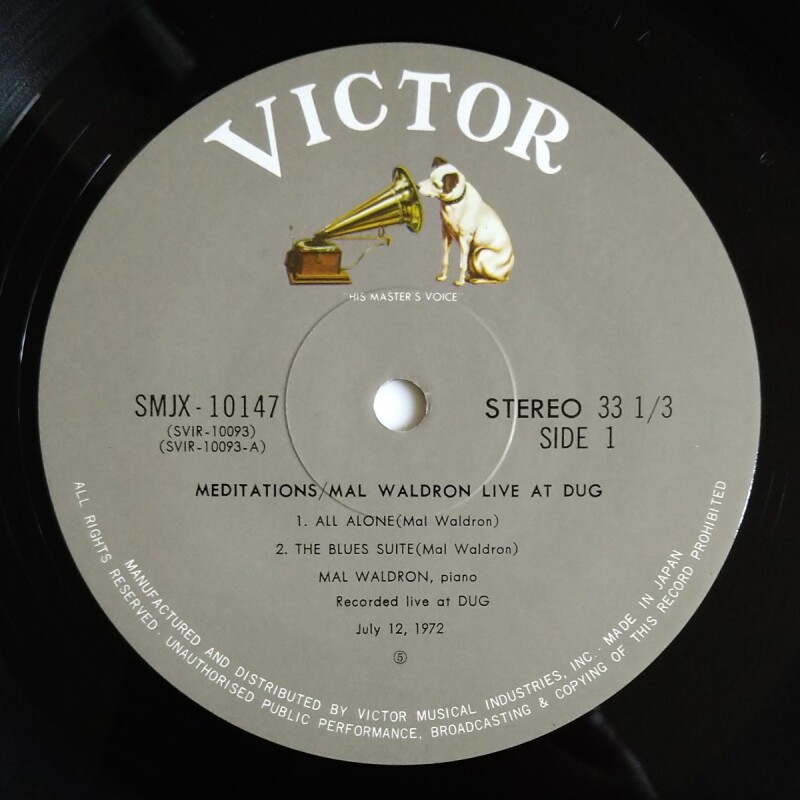 VICTOR
"HIS MASTER'S VOICE"
SMJX-10147
(SVIR-10093)
(SVIR-10093-A)
STEREO 33 1/3
SIDE 1
MEDITATIONS/MAL WALDRON LIVE AT DUG
1. ALL ALONE(Mal Waldron)
2. THE BLUES SUITE(Mal Waldron)
MAL WALDRON, piano
Recorded live at DUG
July 12, 1972
⑤
MANUFACTURED AND DISTRIBUTED BY VICTOR MUSICAL INDUSTRIES, INC. · MADE IN JAPAN
ALL RIGHTS RESERVED. UNAUTHORISED PUBLIC PERFORMANCE, BROADCASTING & COPYING OF THIS RECORD PROHIBITED